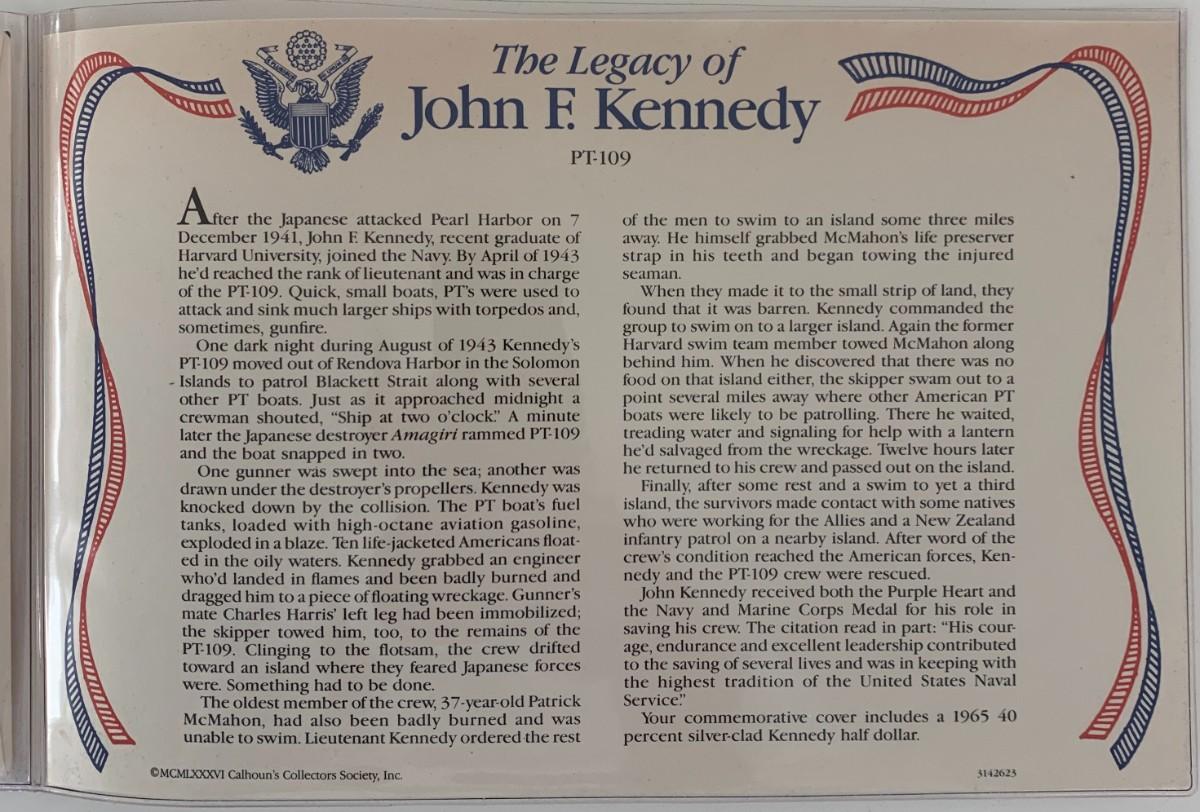 The Legacy of
John F. Kennedy
PT-109
After the Japanese attacked Pearl Harbor on 7
December 1941, John F. Kennedy, recent graduate of
Harvard University, joined the Navy. By April of 1943
he'd reached the rank of lieutenant and was in charge
of the PT-109. Quick, small boats, PT's were used to
attack and sink much larger ships with torpedos and,
sometimes, gunfire.
One dark night during August of 1943 Kennedy's
PT-109 moved out of Rendova Harbor in the Solomon
Islands to patrol Blackett Strait along with several
other PT boats. Just as it approached midnight a
crewman shouted, "Ship at two o'clock." A minute
later the Japanese destroyer Amagiri rammed PT-109
and the boat snapped in two.
One gunner was swept into the sea; another was
drawn under the destroyer's propellers. Kennedy was
knocked down by the collision. The PT boat's fuel
tanks, loaded with high-octane aviation gasoline,
exploded in a blaze. Ten life-jacketed Americans float-
ed in the oily waters. Kennedy grabbed an engineer
who'd landed in flames and been badly burned and
dragged him to a piece of floating wreckage. Gunner's
mate Charles Harris' left leg had been immobilized;
the skipper towed him, too, to the remains of the
PT-109. Clinging to the flotsam, the crew drifted
toward an island where they feared Japanese forces
were. Something had to be done.
The oldest member of the crew, 37-year-old Patrick
McMahon, had also been badly burned and was
unable to swim. Lieutenant Kennedy ordered the rest
of the men to swim to an island some three miles
away. He himself grabbed McMahon's life preserver
strap in his teeth and began towing the injured
seaman.
When they made it to the small strip of land, they
found that it was barren. Kennedy commanded the
group to swim on to a larger island. Again the former
Harvard swim team member towed McMahon along
behind him. When he discovered that there was no
food on that island either, the skipper swam out to a
point several miles away where other American PT
boats were likely to be patrolling. There he waited,
treading water and signaling for help with a lantern
he'd salvaged from the wreckage. Twelve hours later
he returned to his crew and passed out on the island.
Finally, after some rest and a swim to yet a third
island, the survivors made contact with some natives
who were working for the Allies and a New Zealand
infantry patrol on a nearby island. After word of the
crew's condition reached the American forces, Ken-
nedy and the PT-109 crew were rescued.
John Kennedy received both the Purple Heart and
the Navy and Marine Corps Medal for his role in
saving his crew. The citation read in part: "His cour-
age, endurance and excellent leadership contributed
to the saving of several lives and was in keeping with
the highest tradition of the United States Naval
Service."
Your commemorative cover includes a 1965 40
percent silver-clad Kennedy half dollar.
©MCMLXXXVI Calhoun's Collectors Society, Inc.
3142623